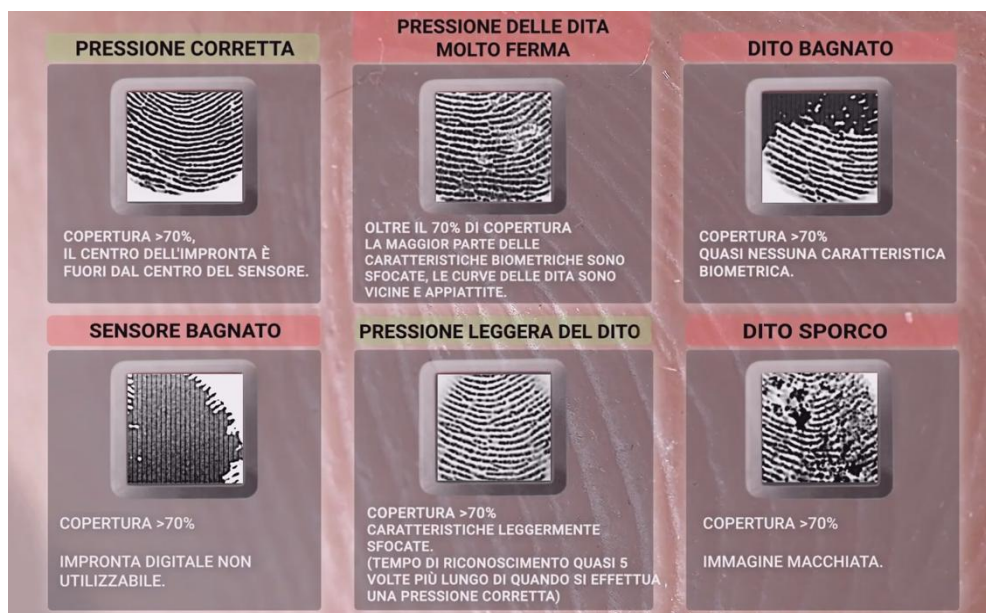 PRESSIONE CORRETTA
COPERTURA >70%,
IL CENTRO DELL'IMPRONTA È
FUORI DAL CENTRO DEL SENSORE.
PRESSIONE DELLE DITA
MOLTO FERMA
OLTRE IL 70% DI COPERTURA
LA MAGGIOR PARTE DELLE
CARATTERISTICHE BIOMETRICHE SONO
SFOCATE, LE CURVE DELLE DITA SONO
VICINE E APPIATTITE.
DITO BAGNATO
COPERTURA >70%
QUASI NESSUNA CARATTERISTICA
BIOMETRICA.
SENSORE BAGNATO
COPERTURA >70%
IMPRONTA DIGITALE NON
UTILIZZABILE.
PRESSIONE LEGGERA DEL DITO
COPERTURA >70%
CARATTERISTICHE LEGGERMENTE
SFOCATE.
(TEMPO DI RICONOSCIMENTO QUASI 5
VOLTE PIÙ LUNGO DI QUANDO SI EFFETTUA
UNA PRESSIONE CORRETTA)
DITO SPORCO
COPERTURA >70%
IMMAGINE MACCHIATA.